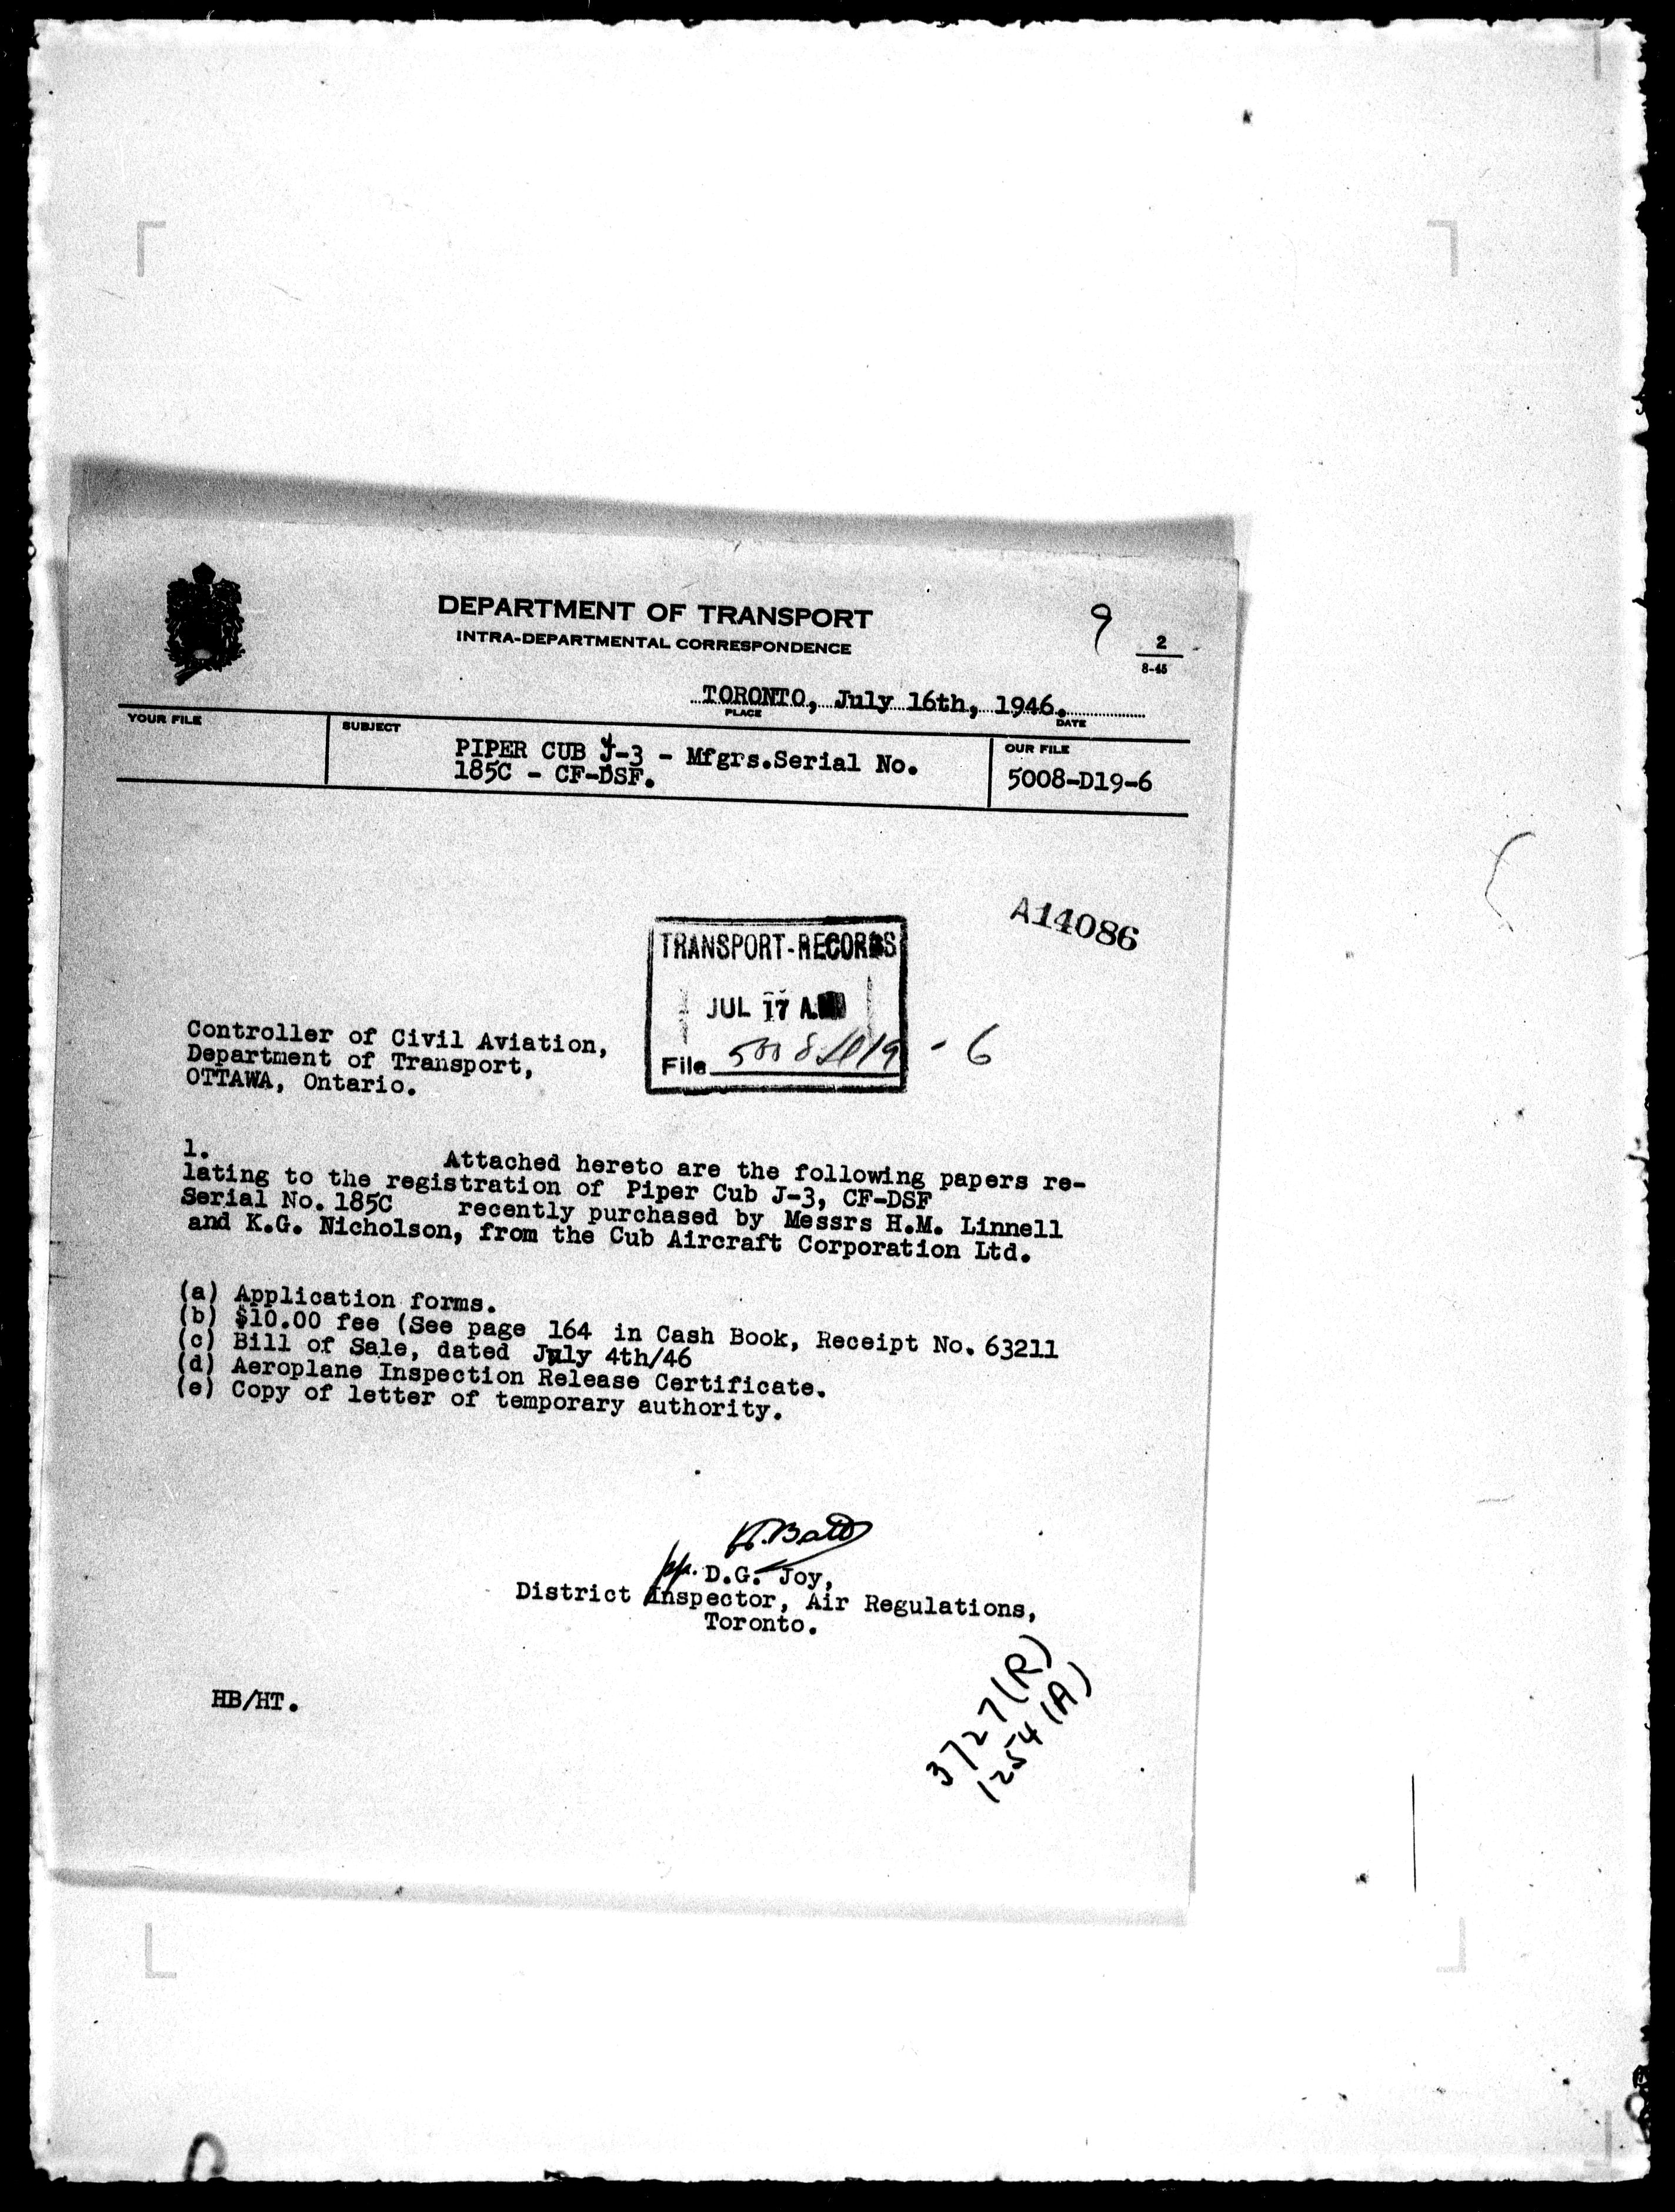 DEPARTMENT OF TRANSPORT
INTRA-DEPARTMENTAL CORRESPONDENCE
9
2
8-45
TORONTO, July 16th, 1946.
PLACE
DATE
YOUR FILE
SUBJECT
PIPER CUB J-3 - Mfgrs.Serial No.
185C - CF-DSF.
OUR FILE
5008-D19-6
A14086
TRANSPORT-RECORDS
JUL 17 A.M.
File 5008-D19 - 6
Controller of Civil Aviation,
Department of Transport,
OTTAWA, Ontario.
1. Attached hereto are the following papers re-
lating to the registration of Piper Cub J-3, CF-DSF
Serial No. 185C recently purchased by Messrs H.M. Linnell
and K.G. Nicholson, from the Cub Aircraft Corporation Ltd.
(a) Application forms.
(b) $10.00 fee (See page 164 in Cash Book, Receipt No. 63211
(c) Bill of Sale, dated July 4th/46
(d) Aeroplane Inspection Release Certificate.
(e) Copy of letter of temporary authority.
pp. D.G. Joy,
District Inspector, Air Regulations,
Toronto.
HB/HT.
3727(R)
1254(A)